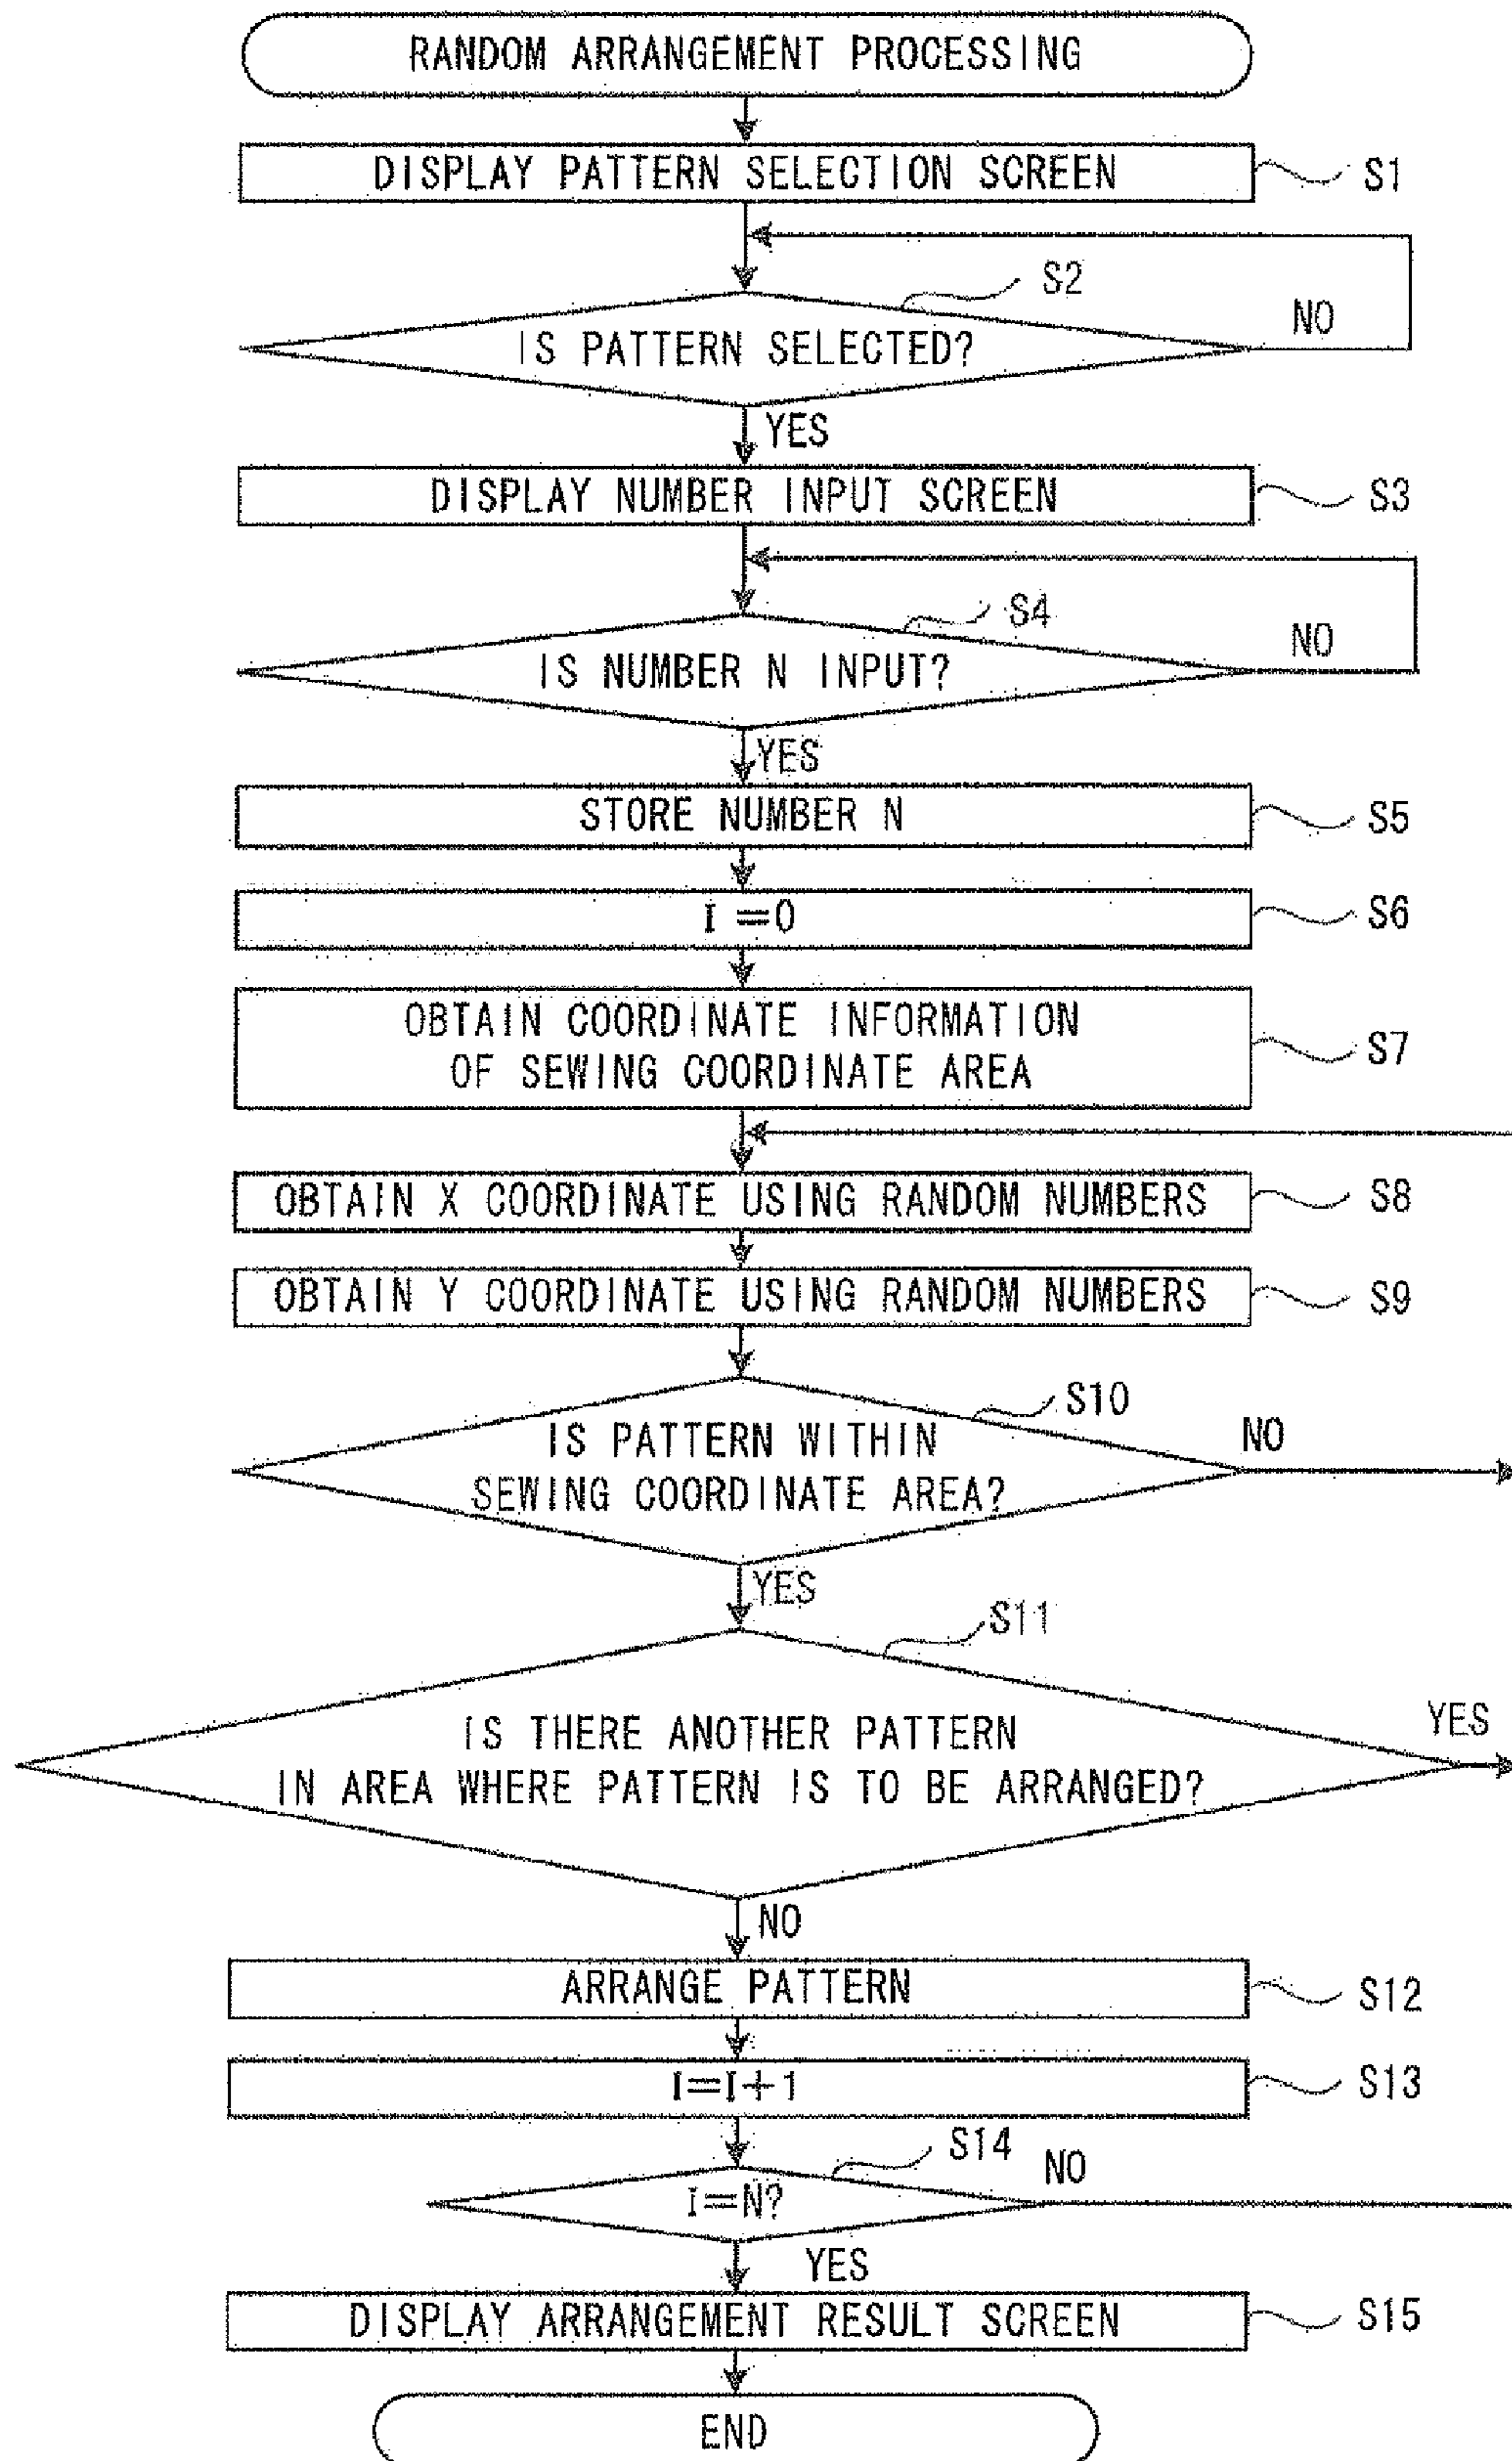 RANDOM ARRANGEMENT PROCESSING
DISPLAY PATTERN SELECTION SCREEN
S1
S2
IS PATTERN SELECTED?
NO
YES
DISPLAY NUMBER INPUT SCREEN
S3
S4
IS NUMBER N INPUT?
NO
YES
STORE NUMBER N
S5
I=0
S6
OBTAIN COORDINATE INFORMATION
OF SEWING COORDINATE AREA
S7
OBTAIN X COORDINATE USING RANDOM NUMBERS
S8
OBTAIN Y COORDINATE USING RANDOM NUMBERS
S9
S10
IS PATTERN WITHIN
SEWING COORDINATE AREA?
NO
YES
S11
IS THERE ANOTHER PATTERN
IN AREA WHERE PATTERN IS TO BE ARRANGED?
YES
NO
ARRANGE PATTERN
S12
I=I+1
S13
S14
I=N?
NO
YES
DISPLAY ARRANGEMENT RESULT SCREEN
S15
END